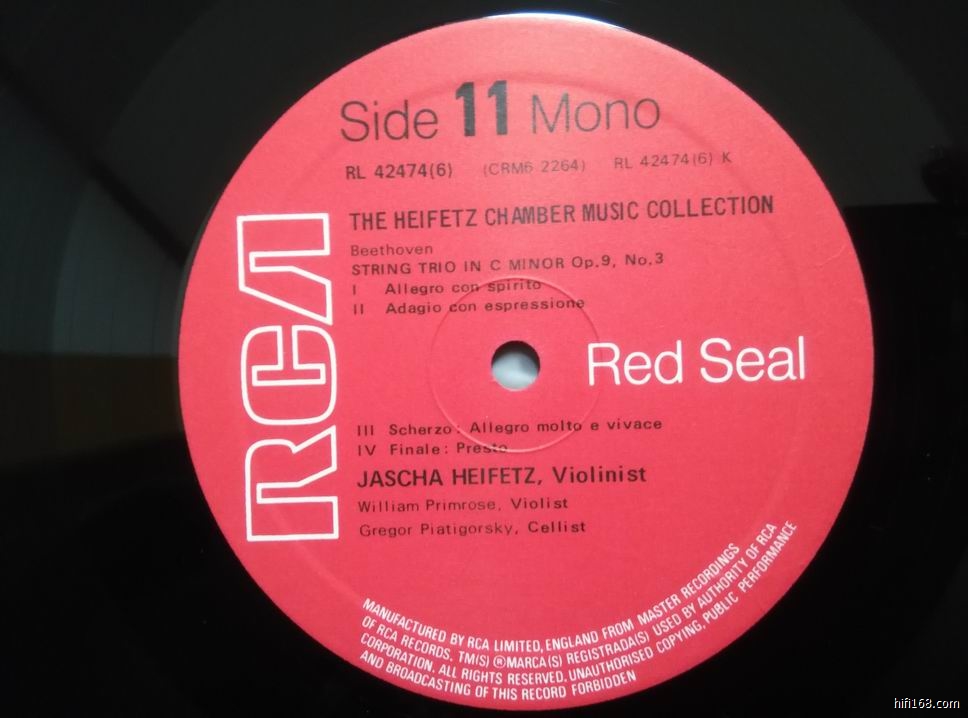 Side 11 Mono
RL 42474(6) (CRM6 2264) RL 42474(6) K
THE HEIFETZ CHAMBER MUSIC COLLECTION
Beethoven
STRING TRIO IN C MINOR Op.9, No.3
I Allegro con spirito
II Adagio con espressione
RCA
Red Seal
III Scherzo: Allegro molto e vivace
IV Finale: Presto
JASCHA HEIFETZ, Violinist
William Primrose, Violist
Gregor Piatigorsky, Cellist
MANUFACTURED BY RCA LIMITED, ENGLAND FROM MASTER RECORDINGS
OF RCA RECORDS. TM(S) ® MARCA(S) REGISTRADA(S) USED BY AUTHORITY OF RCA
CORPORATION. ALL RIGHTS RESERVED. UNAUTHORISED COPYING, PUBLIC PERFORMANCE
AND BROADCASTING OF THIS RECORD FORBIDDEN
hifi168.com